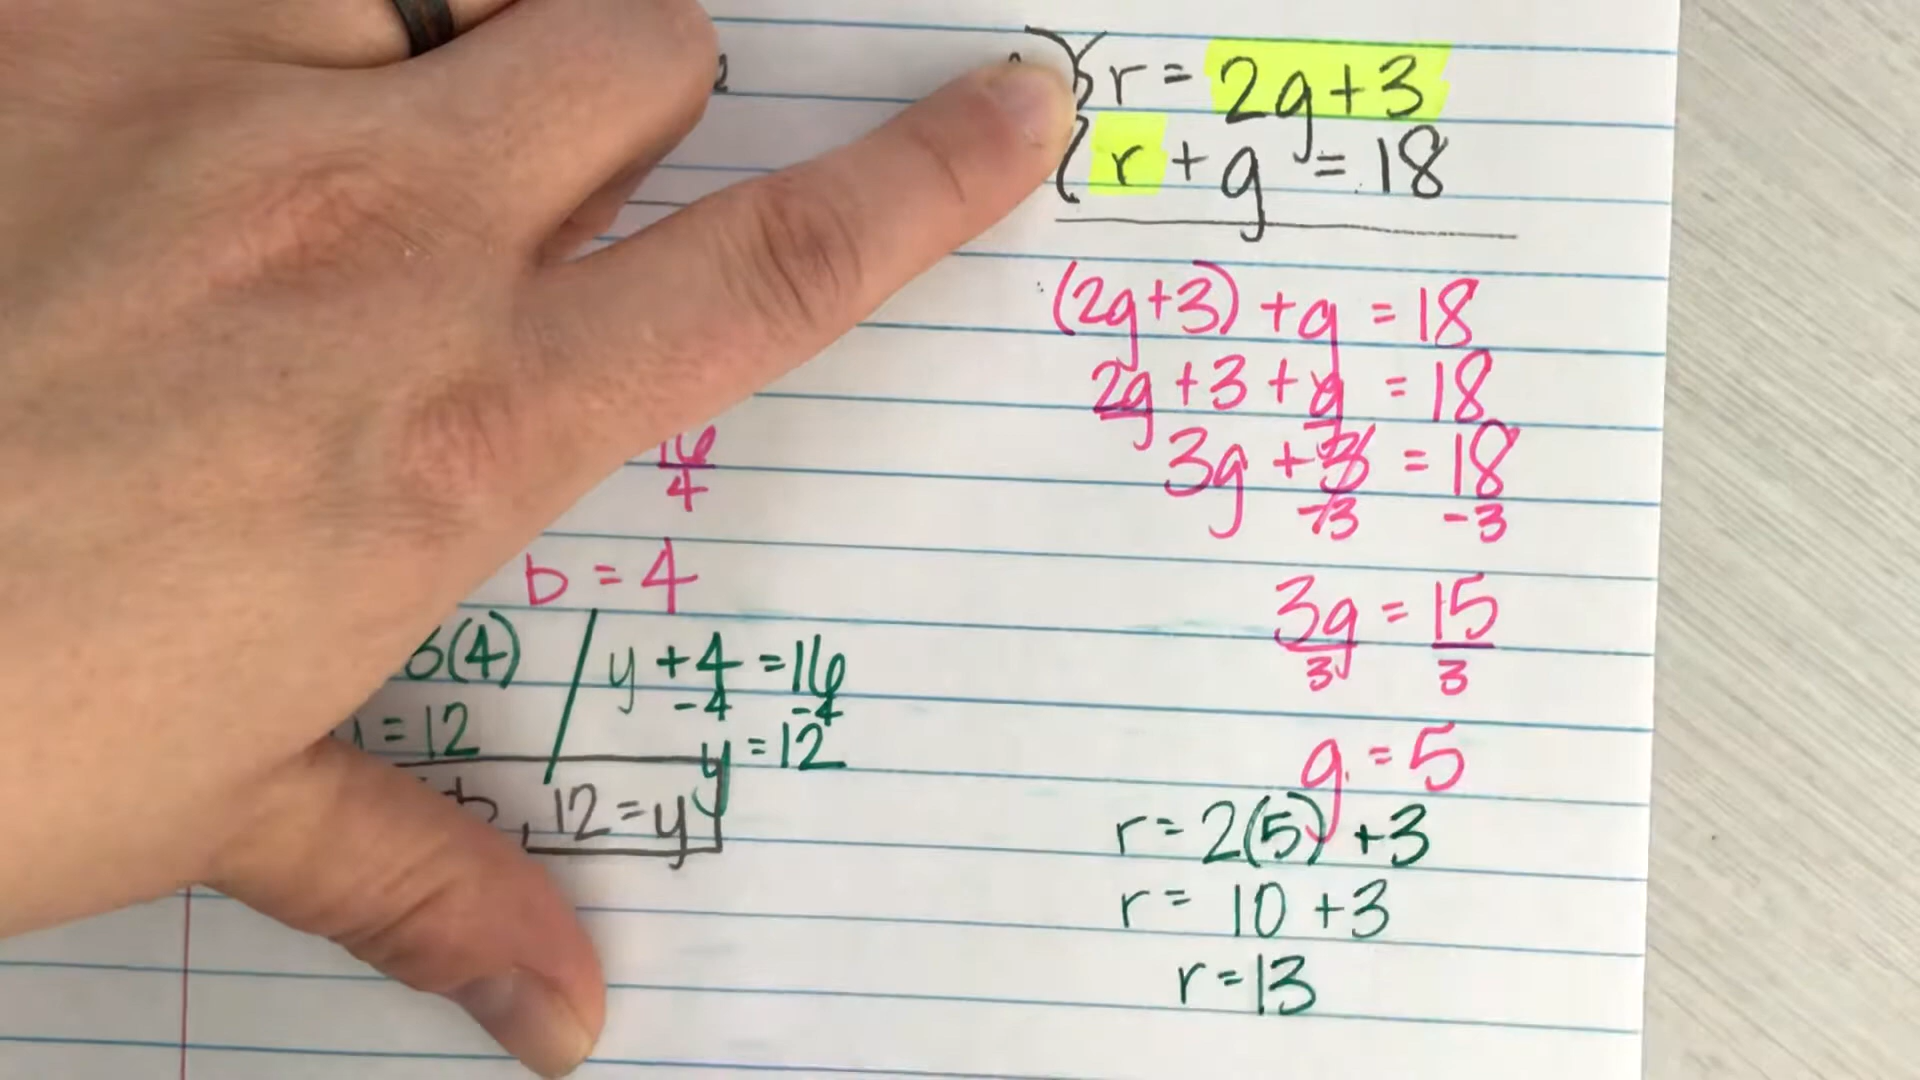 r = 2g+3
r + g = 18
(2g+3) + g = 18
2g + 3 + g = 18
3g + 3 = 18
-3 -3
3g = 15
3 3
g = 5
r = 2(5) + 3
r = 10 + 3
r = 13
16
4
b = 4
(4) / y + 4 = 16
-4 -4
= 12 y = 12
b, 12 = y